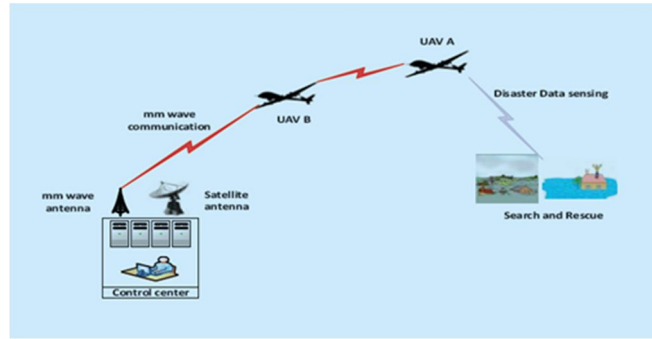 UAV A
Disaster Data sensing
UAV B
mm wave
communication
mm wave
antenna
Satellite
antenna
Search and Rescue
Control center